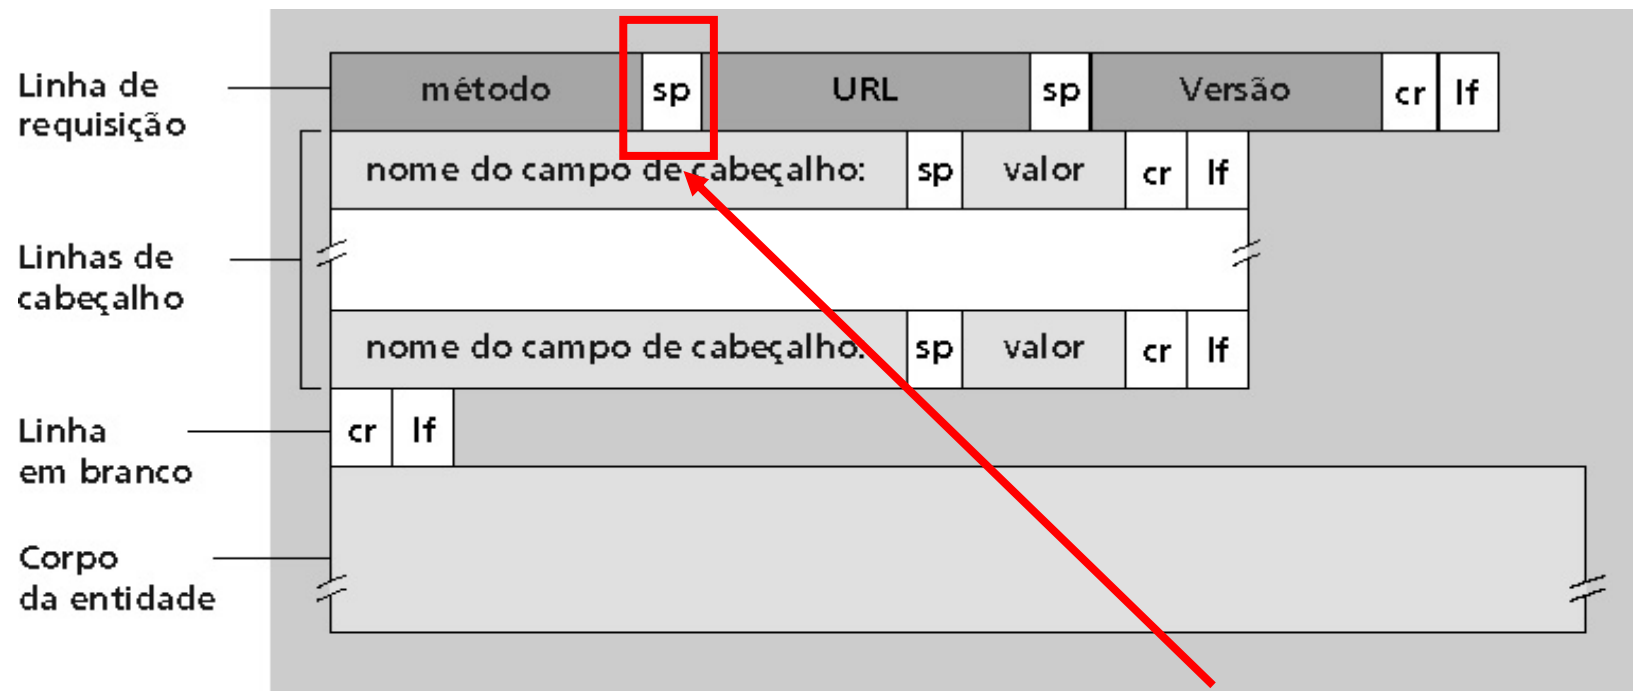 Linha de
requisição
método sp URL sp Versão cr lf
nome do campo de cabeçalho: sp valor cr lf
Linhas de
cabeçalho
nome do campo de cabeçalho: sp valor cr lf
Linha
em branco
cr lf
Corpo
da entidade